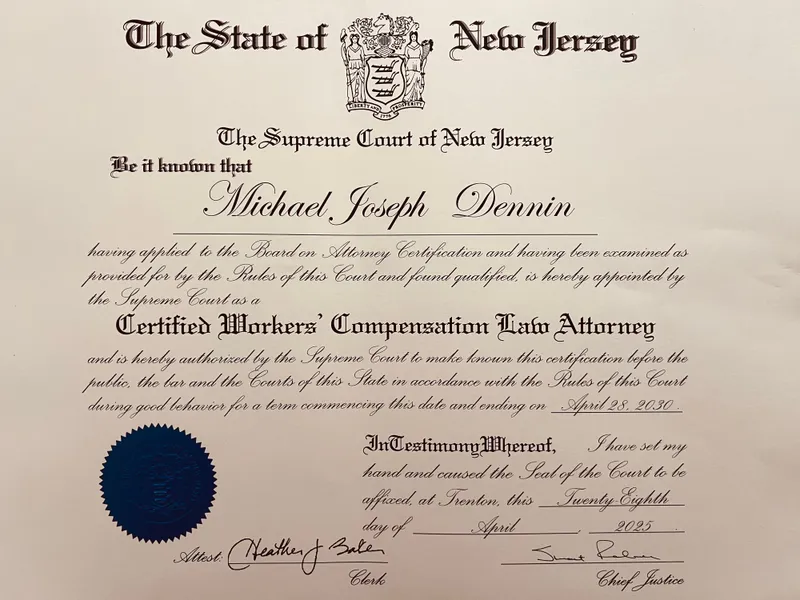 The State of New Jersey
LIBERTY AND PROSPERITY
1776
The Supreme Court of New Jersey
Be it known that
Michael Joseph Dennin
having applied to the Board on Attorney Certification and having been examined as
provided for by the Rules of this Court and found qualified, is hereby appointed by
the Supreme Court as a
Certified Workers' Compensation Law Attorney
and is hereby authorized by the Supreme Court to make known this certification before the
public, the bar and the Courts of this State in accordance with the Rules of this Court
during good behavior for a term commencing this date and ending on April 28, 2030.
In Testimony Whereof, I have set my
hand and caused the Seal of the Court to be
affixed, at Trenton, this Twenty-Eighth
day of April, 2025
Attest: Heather J Baker
Clerk
Chief Justice